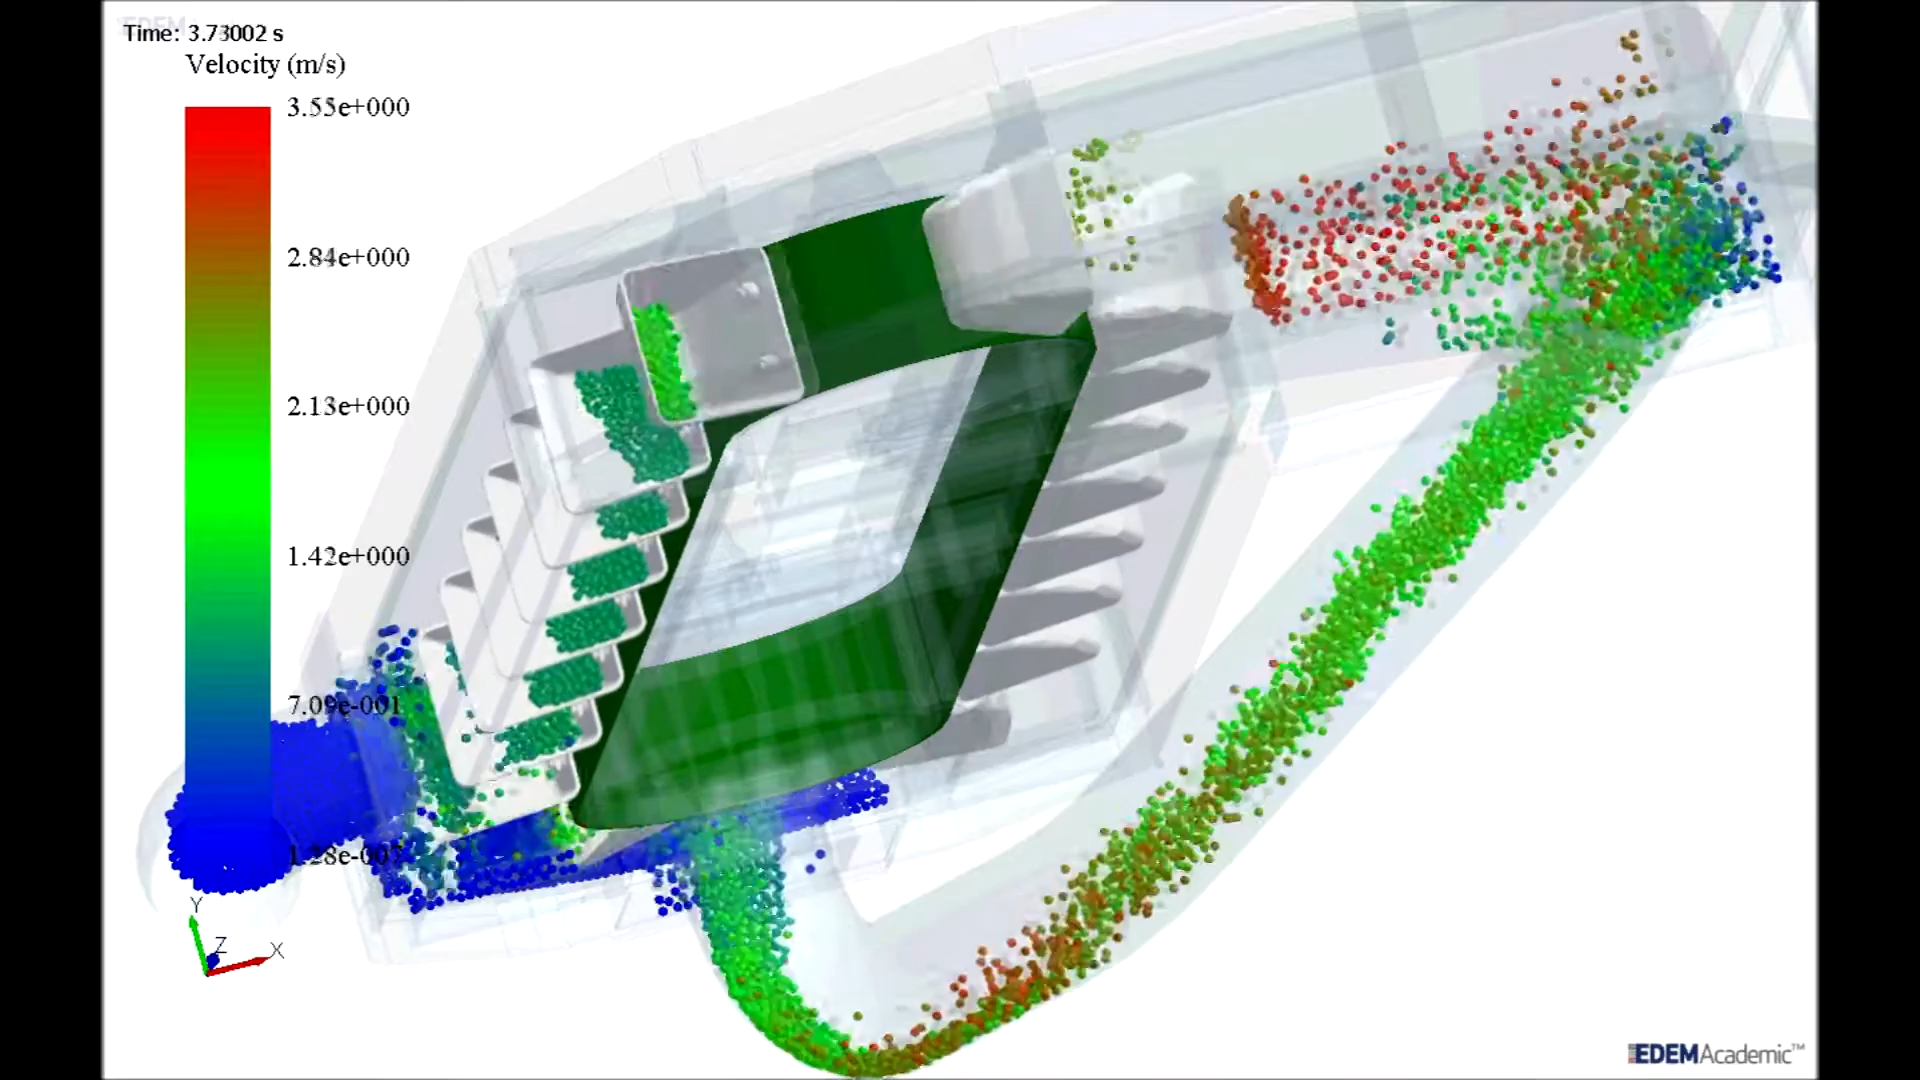 Time: 3.73002 s
Velocity (m/s)
3.55e+000
2.84e+000
2.13e+000
1.42e+000
7.09e-001
1.28e-007
Y
Z
X
EDEMAcademic™